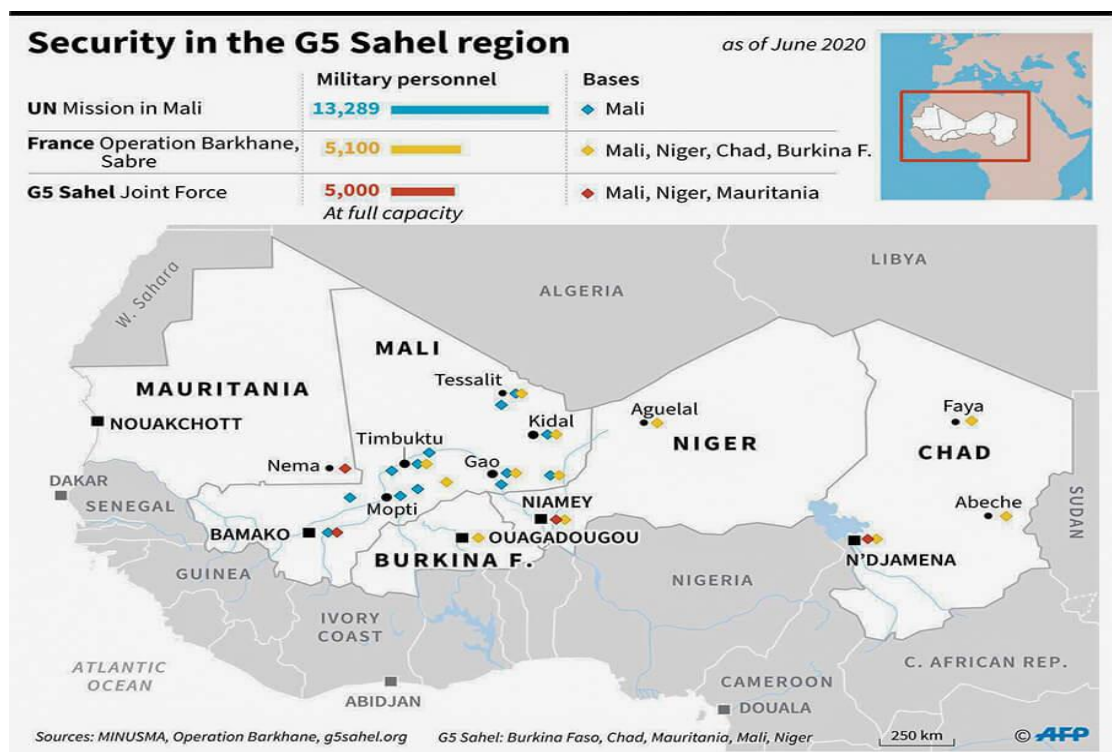 Security in the G5 Sahel region
as of June 2020
Military personnel
Bases
UN Mission in Mali
13,289
Mali
France Operation Barkhane,
Sabre
5,100
Mali, Niger, Chad, Burkina F.
G5 Sahel Joint Force
5,000
At full capacity
Mali, Niger, Mauritania
W. Sahara
ALGERIA
LIBYA
MALI
MAURITANIA
Tessalit
NOUAKCHOTT
Kidal
Aguelal
Faya
NIGER
CHAD
Timbuktu
Nema
Gao
DAKAR
SENEGAL
Mopti
NIAMEY
Abeche
SUDAN
BAMAKO
OUAGADOUGOU
BURKINA F.
N'DJAMENA
GUINEA
NIGERIA
IVORY
COAST
ATLANTIC
OCEAN
C. AFRICAN REP.
CAMEROON
ABIDJAN
DOUALA
Sources: MINUSMA, Operation Barkhane, g5sahel.org
G5 Sahel: Burkina Faso, Chad, Mauritania, Mali, Niger
250 km
© AFP